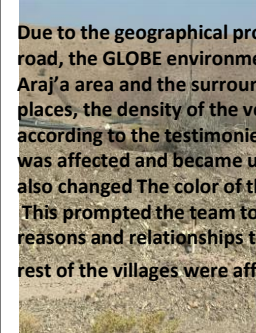 Due to the geographical pro
road, the GLOBE environme
Araj’a area and the surroun
places, the density of the ve
according to the testimonie
was affected and became u
also changed The color of th
This prompted the team to
reasons and relationships t
rest of the villages were aff